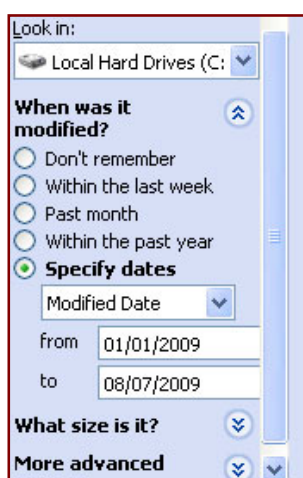 Look in:
Local Hard Drives (C:
When was it
modified?
Don't remember
Within the last week
Past month
Within the past year
Specify dates
Modified Date
from 01/01/2009
to 08/07/2009
What size is it?
More advanced